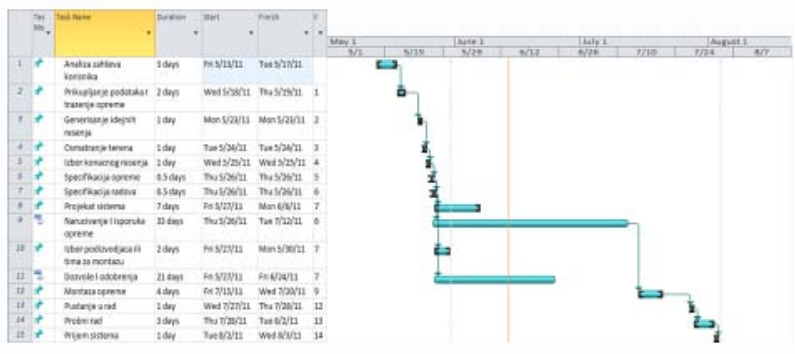 Task Name Duration Start Finish
May 1 June 1 July 1 August 1
5/1 5/15 5/29 6/12 6/26 7/10 7/24 8/7
1 Analiza zahteva 3 days Fri 5/13/11 Tue 5/17/11
korisnika
2 Prikupljanje podataka i 2 days Wed 5/18/11 Thu 5/19/11 1
trazenje opreme
3 Generisanje idejnih 1 day Mon 5/23/11 Mon 5/23/11 2
resenja
4 Osmatranje terena 1 day Tue 5/24/11 Tue 5/24/11 3
5 Izbor konacnog resenja 1 day Wed 5/25/11 Wed 5/25/11 4
6 Specifikacija opreme 0.5 days Thu 5/26/11 Thu 5/26/11 5
7 Specifikacija radova 0.5 days Thu 5/26/11 Thu 5/26/11 6
8 Projekat sistema 7 days Fri 5/27/11 Mon 6/6/11 7
9 Narucivanje i isporuka 33 days Thu 5/26/11 Tue 7/12/11 6
opreme
10 Izbor podizvodjaca ili 2 days Fri 5/27/11 Mon 5/30/11 7
tima za montazu
11 Dozvole i odobrenja 21 days Fri 5/27/11 Fri 6/24/11 7
12 Montaza opreme 4 days Fri 7/15/11 Wed 7/20/11 9
13 Pustanje u rad 1 day Wed 7/27/11 Thu 7/28/11 12
14 Probni rad 3 days Thu 7/28/11 Tue 8/2/11 13
15 Prijem sistema 1 day Tue 8/2/11 Wed 8/3/11 14